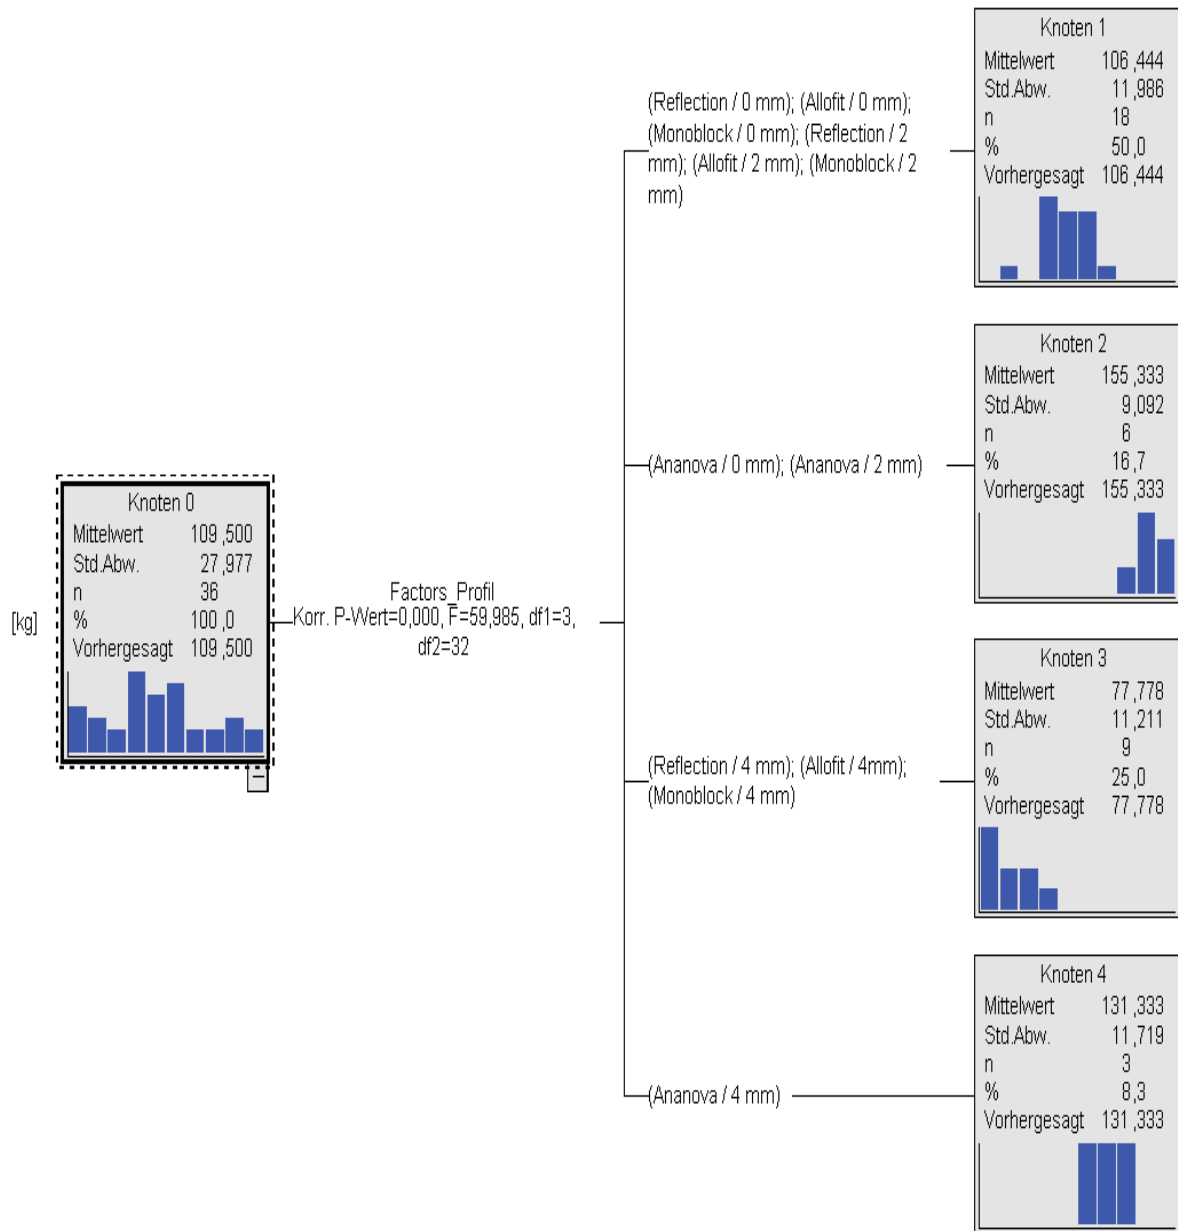 [kg]
Knoten 0
Mittelwert 109,500
Std.Abw. 27,977
n 36
% 100,0
Vorhergesagt 109,500
Factors_Profil
Korr. P-Wert=0,000, F=59,985, df1=3,
df2=32
(Reflection / 0 mm); (Allofit / 0 mm);
(Monoblock / 0 mm); (Reflection / 2
mm); (Allofit / 2 mm); (Monoblock / 2
mm)
Knoten 1
Mittelwert 106,444
Std.Abw. 11,986
n 18
% 50,0
Vorhergesagt 106,444
(Ananova / 0 mm); (Ananova / 2 mm)
Knoten 2
Mittelwert 155,333
Std.Abw. 9,092
n 6
% 16,7
Vorhergesagt 155,333
(Reflection / 4 mm); (Allofit / 4mm);
(Monoblock / 4 mm)
Knoten 3
Mittelwert 77,778
Std.Abw. 11,211
n 9
% 25,0
Vorhergesagt 77,778
(Ananova / 4 mm)
Knoten 4
Mittelwert 131,333
Std.Abw. 11,719
n 3
% 8,3
Vorhergesagt 131,333